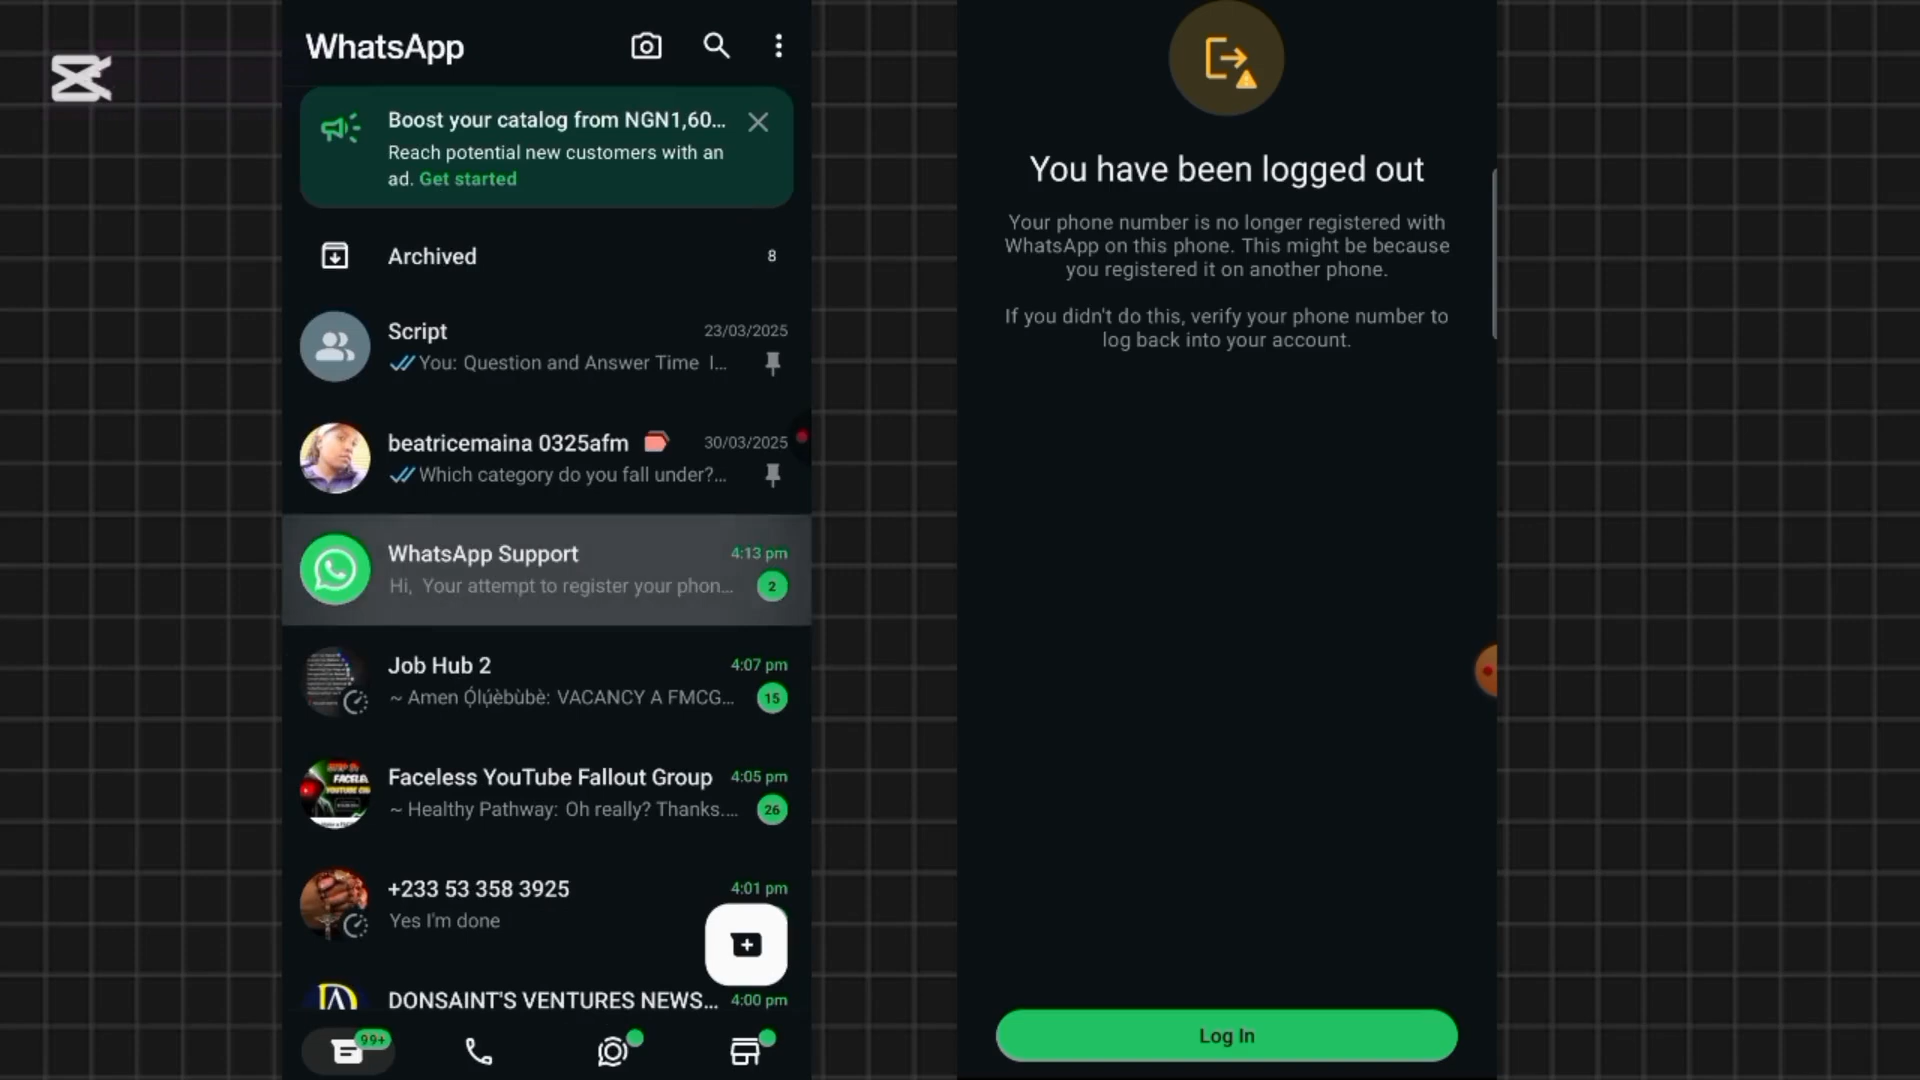 WhatsApp
Boost your catalog from NGN1,60...
Reach potential new customers with an
ad. Get started
Archived
8
Script
23/03/2025
You: Question and Answer Time I...
beatricemaina 0325afm
30/03/2025
Which category do you fall under?...
WhatsApp Support
4:13 pm
Hi, Your attempt to register your phon...
2
Job Hub 2
4:07 pm
~ Amen Ọ́lụ́èbùbè: VACANCY A FMCG...
15
Faceless YouTube Fallout Group
4:05 pm
~ Healthy Pathway: Oh really? Thanks....
26
+233 53 358 3925
4:01 pm
Yes I'm done
DONSAINT'S VENTURES NEWS...
4:00 pm
99+
You have been logged out
Your phone number is no longer registered with
WhatsApp on this phone. This might be because
you registered it on another phone.
If you didn't do this, verify your phone number to
log back into your account.
Log In